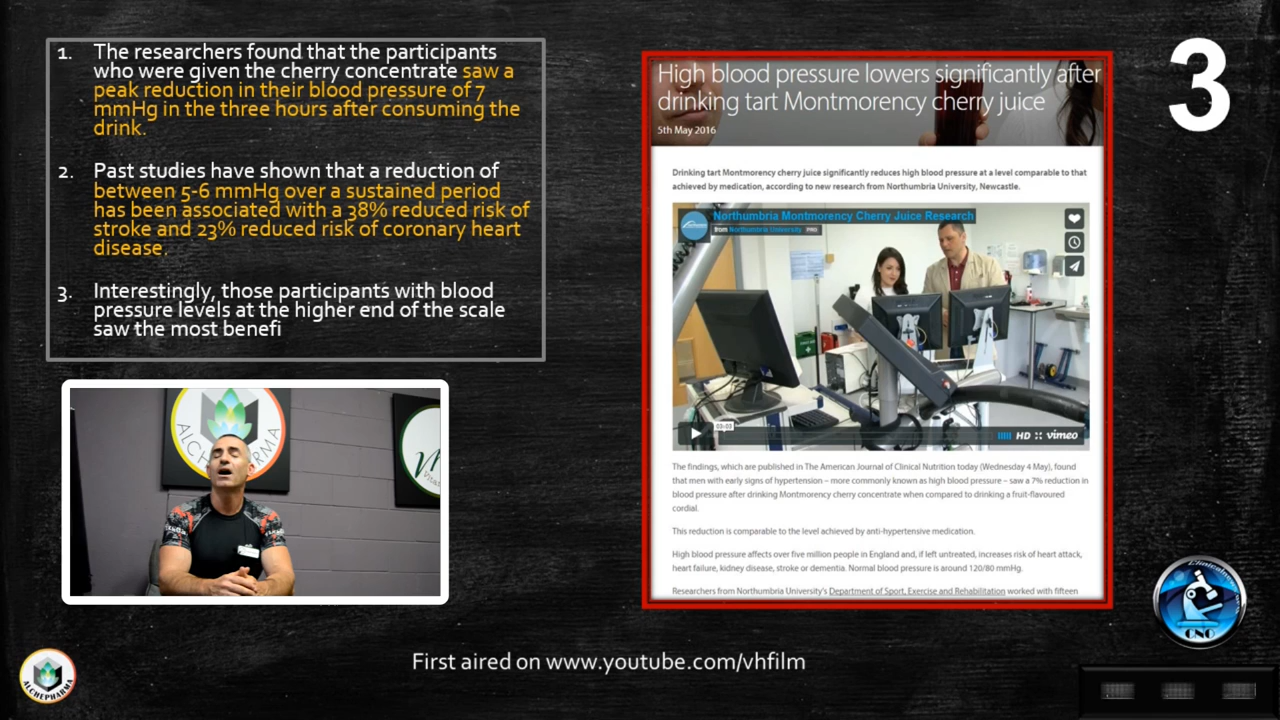 1. The researchers found that the participants
who were given the cherry concentrate saw a
peak reduction in their blood pressure of 7
mmHg in the three hours after consuming the
drink.
2. Past studies have shown that a reduction of
between 5-6 mmHg over a sustained period
has been associated with a 38% reduced risk of
stroke and 23% reduced risk of coronary heart
disease.
3. Interestingly, those participants with blood
pressure levels at the higher end of the scale
saw the most benefi
ALCHEPHARMA
High blood pressure lowers significantly after
drinking tart Montmorency cherry juice
5th May 2016
Drinking tart Montmorency cherry juice significantly reduces high blood pressure at a level comparable to that
achieved by medication, according to new research from Northumbria University, Newcastle.
Northumbria Montmorency Cherry Juice Research
from Northumbria University PRO
03:03
HD vimeo
The findings, which are published in The American Journal of Clinical Nutrition today (Wednesday 4 May), found
that men with early signs of hypertension – more commonly known as high blood pressure – saw a 7% reduction in
blood pressure after drinking Montmorency cherry concentrate when compared to drinking a fruit-flavoured
cordial.
This reduction is comparable to the level achieved by anti-hypertensive medication.
High blood pressure affects over five million people in England and, if left untreated, increases risk of heart attack,
heart failure, kidney disease, stroke or dementia. Normal blood pressure is around 120/80 mmHg.
Researchers from Northumbria University's Department of Sport, Exercise and Rehabilitation worked with fifteen
3
CNO
First aired on www.youtube.com/vhfilm
ALCHEPHARMA